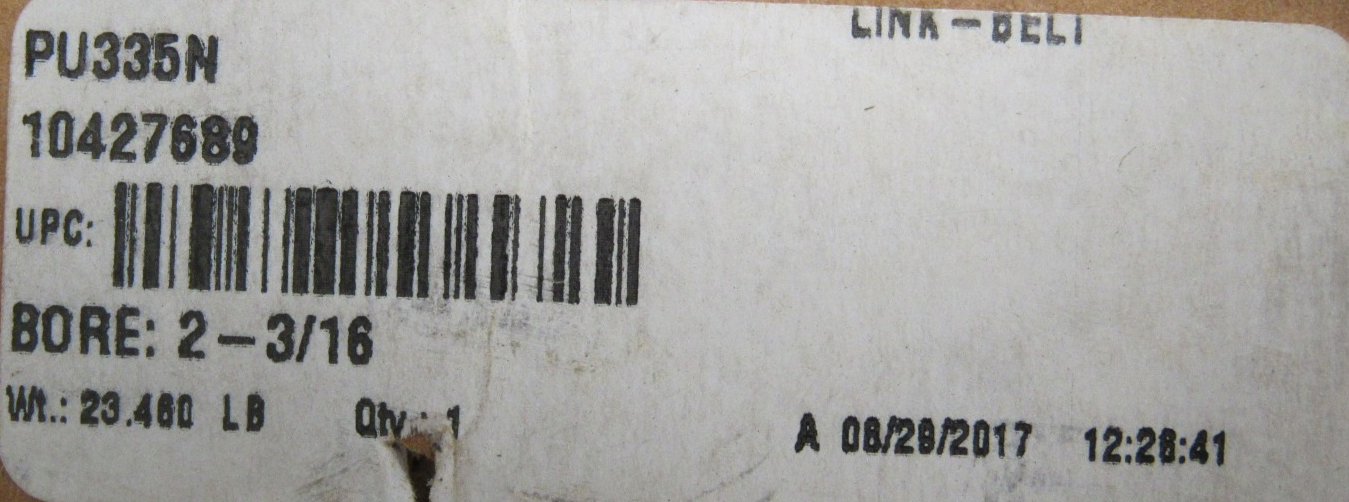 LINK-BELT
PU335N
10427689
UPC:
BORE: 2-3/16
Wt.: 23.460 LB Qty.: 1
A 08/29/2017 12:26:41